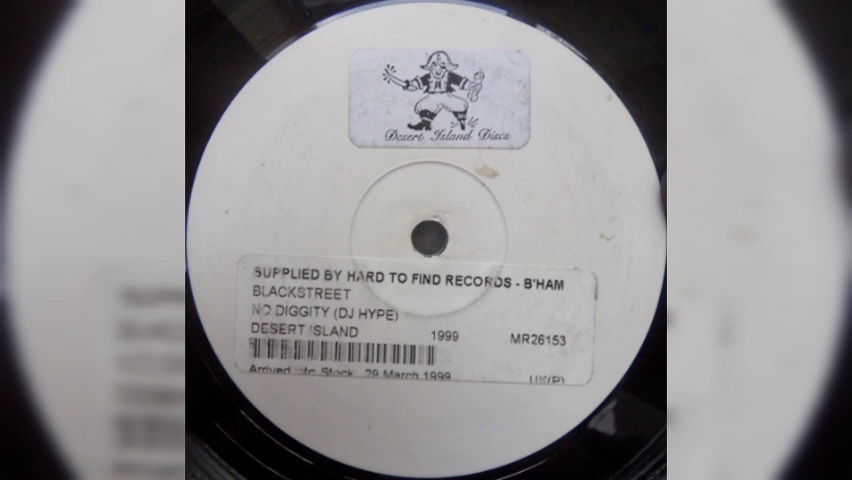 Desert Island Discs
SUPPLIED BY HARD TO FIND RECORDS - B'HAM
BLACKSTREET
NO DIGGITY (DJ HYPE)
DESERT ISLAND 1999 MR26153
Arrived into Stock: 29 March 1999 UK(P)